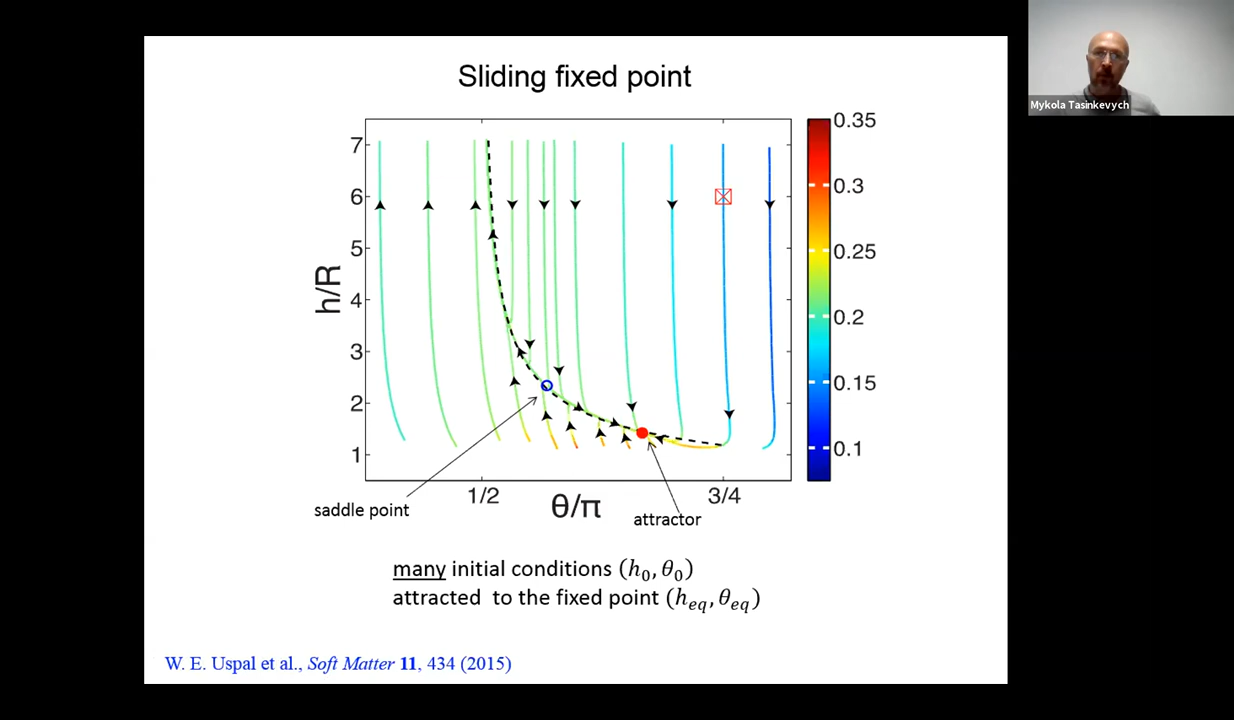 Mykola Tasinkevych
Sliding fixed point
7
6
5
4
3
2
1
h/R
1/2
3/4
θ/π
0.35
0.3
0.25
0.2
0.15
0.1
saddle point
attractor
many initial conditions (h₀, θ₀)
attracted to the fixed point (h_eq, θ_eq)
W. E. Uspal et al., Soft Matter 11, 434 (2015)